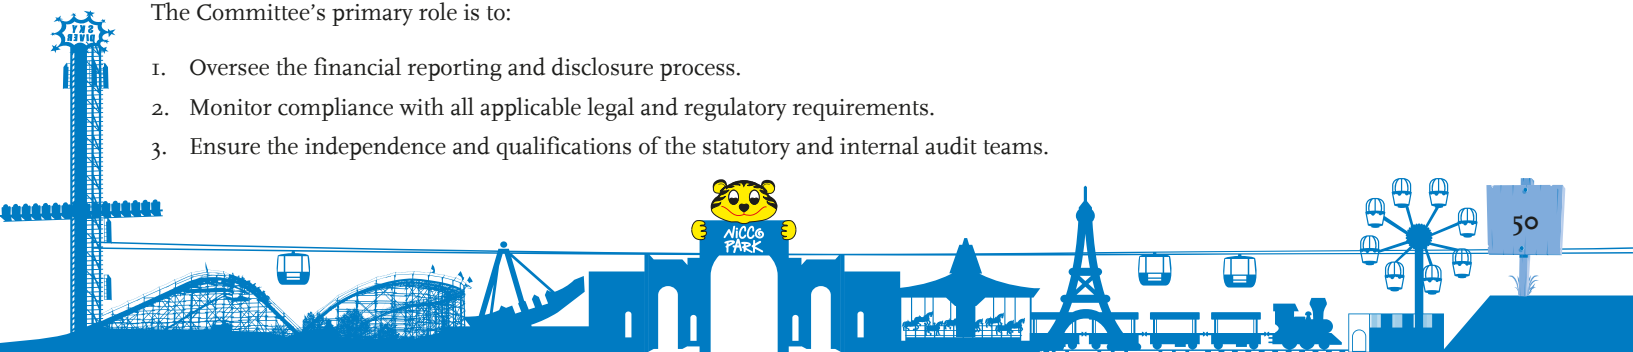 The Committee's primary role is to:
SKY
DIVER
1. Oversee the financial reporting and disclosure process.
2. Monitor compliance with all applicable legal and regulatory requirements.
3. Ensure the independence and qualifications of the statutory and internal audit teams.
NiCCO
PARK
50